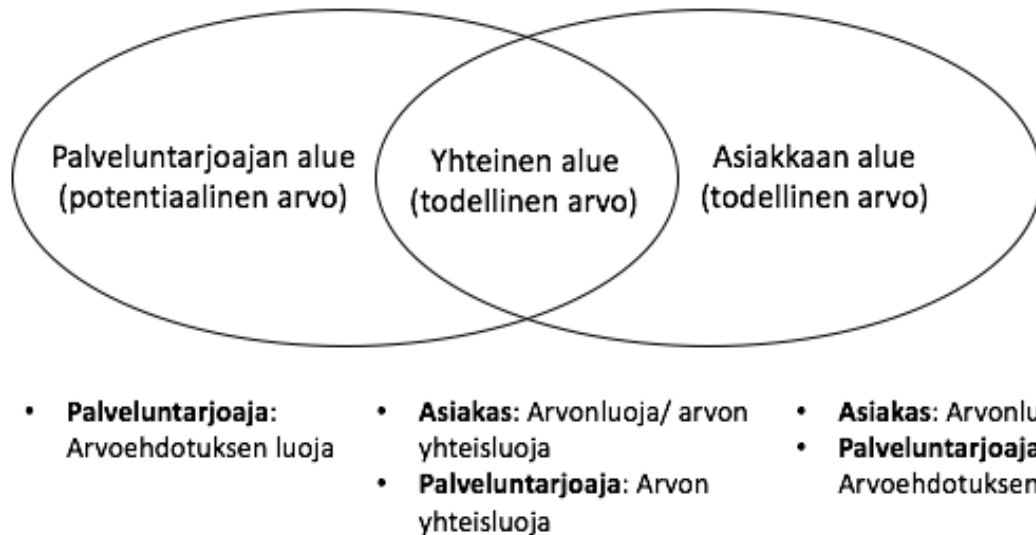 Palveluntarjoajan alue
(potentiaalinen arvo)
Yhteinen alue
(todellinen arvo)
Asiakkaan alue
(todellinen arvo)
• Palveluntarjoaja:
Arvoehdotuksen luoja
• Asiakas: Arvonluoja/ arvon
yhteisluoja
• Palveluntarjoaja: Arvon
yhteisluoja
• Asiakas: Arvonlu
• Palveluntarjoaja
Arvoehdotuksen